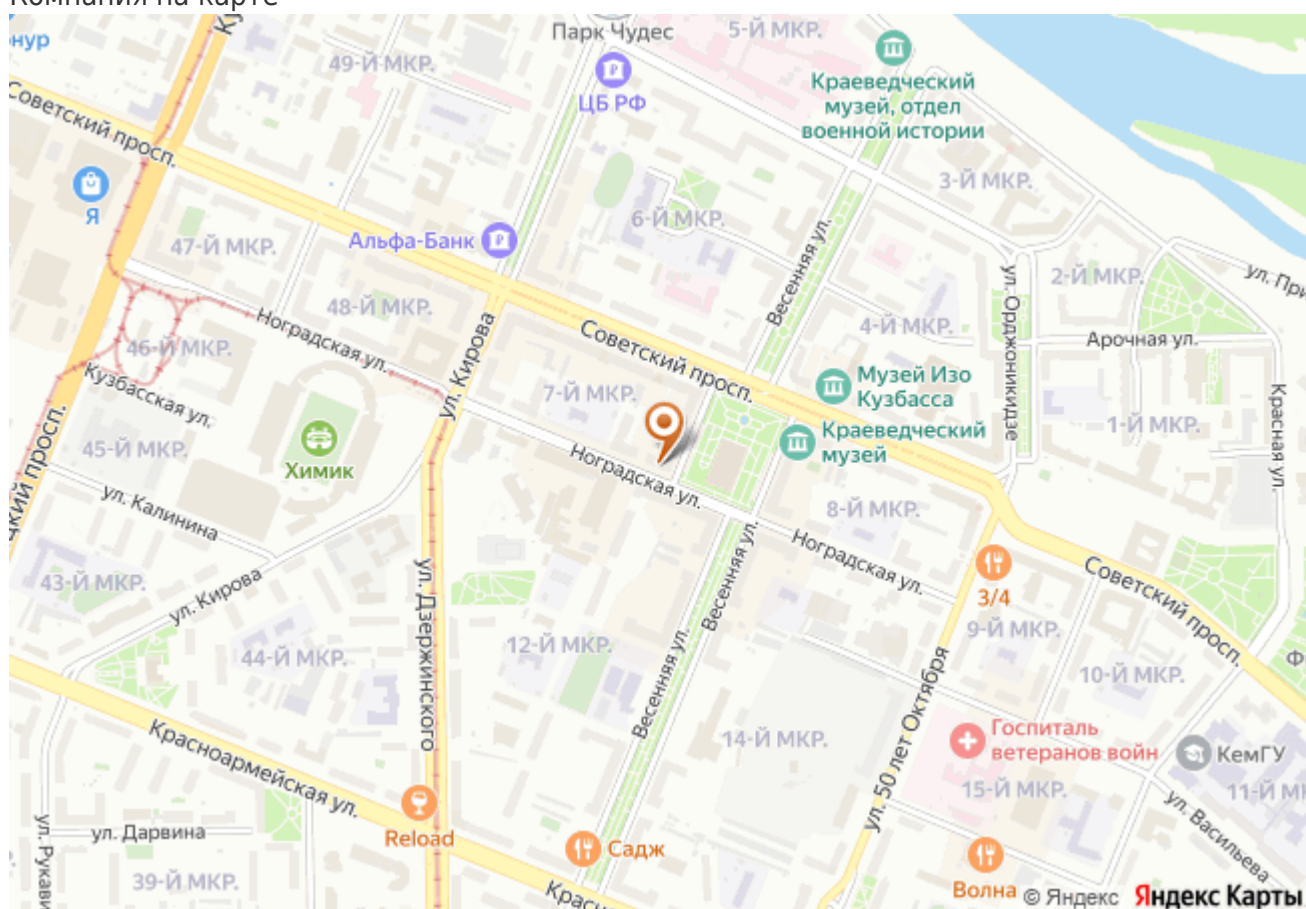 Компания на карте
Парк Чудес
5-Й МКР.
49-Й МКР.
ЦБ РФ
Краеведческий
музей, отдел
военной истории
Советский просп.
3-Й МКР.
Я
6-Й МКР.
47-Й МКР.
Альфа-Банк
Весенняя ул.
ул. Орджоникидзе
2-Й МКР.
48-Й МКР.
Ноградская ул.
ул. Кирова
Советский просп.
4-Й МКР.
Арочная ул.
46-Й МКР.
Кузбасская ул.
7-Й МКР.
Музей Изо
Кузбасса
Красная ул.
1-Й МКР.
Краеведческий
музей
45-Й МКР.
Химик
Ноградская ул.
ул. Калинина
8-Й МКР.
Ноградская ул.
43-Й МКР.
ул. Кирова
ул. Дзержинского
Весенняя ул.
3/4
Советский просп.
9-Й МКР.
44-Й МКР.
12-Й МКР.
Весенняя ул.
10-Й МКР.
ул. 50 лет Октября
14-Й МКР.
Госпиталь
ветеранов войн
КемГУ
Красноармейская ул.
15-Й МКР.
ул. Васильева
ул. Дарвина
Reload
Садж
39-Й МКР.
Волна
© Яндекс Яндекс Карты